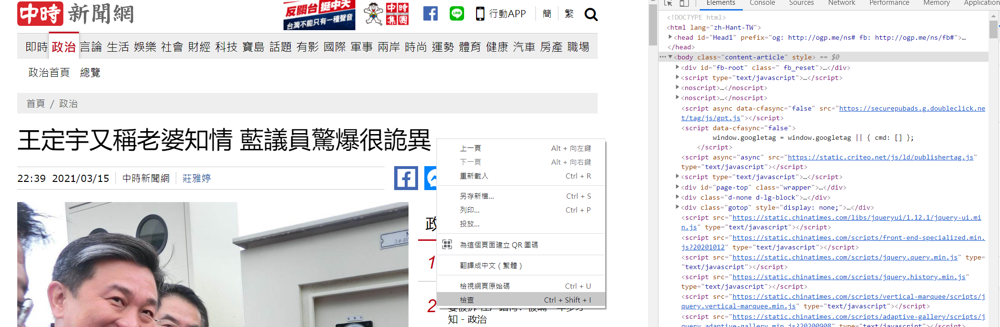 中時 新聞網
反關台 挺中天
台灣不能只有一種聲音
中時
集團
LINE
行動APP
簡
繁
即時 政治 言論 生活 娛樂 社會 財經 科技 寶島 話題 有影 國際 軍事 兩岸 時尚 運勢 體育 健康 汽車 房產 職場
政治首頁 總覽
首頁 / 政治
王定宇又稱老婆知情 藍議員驚爆很詭異
22:39 2021/03/15 中時新聞網 莊雅婷
政
1
2
知 - 政治
上一頁 Alt + 向左鍵
下一頁 Alt + 向右鍵
重新載入 Ctrl + R
另存新檔... Ctrl + S
列印... Ctrl + P
投放...
為這個頁面建立 QR 圖碼
翻譯成中文 ( 繁體 )
檢視網頁原始碼 Ctrl + U
檢查 Ctrl + Shift + I
Elements Console Sources Network Performance Memory Application
<!DOCTYPE html>
<html lang="zh-Hant-TW">
<head id="Head1" prefix="og: http://ogp.me/ns# fb: http://ogp.me/ns/fb#">…
</head>
<body class="content-article" style> == $0
<div id="fb-root" class=" fb_reset">…</div>
<script type="text/javascript">…</script>
<noscript>…</noscript>
<noscript>…</noscript>
<script async data-cfasync="false" src="https://securepubads.g.doubleclick.ne
t/tag/js/gpt.js"></script>
<script data-cfasync="false">
window.googletag = window.googletag || { cmd: [] };
</script>
<script async="async" src="https://static.criteo.net/js/ld/publishertag.js"
type="text/javascript"></script>
<script type="text/javascript">…</script>
<div id="page-top" class="wrapper">…</div>
<div class="d-none d-lg-block">…</div>
<div class="gotop" style="display: none;">…</div>
<script src="https://static.chinatimes.com/libs/jqueryui/1.12.1/jquery-ui.mi
n.js" type="text/javascript"></script>
<script src="https://static.chinatimes.com/scripts/front-end-specialized.min.
js?20201012" type="text/javascript"></script>
<script src="https://static.chinatimes.com/scripts/jquery.query.min.js" type=
"text/javascript"></script>
<script src="https://static.chinatimes.com/scripts/jquery.history.min.js"
type="text/javascript"></script>
<script src="https://static.chinatimes.com/scripts/vertical-marquee/scripts/j
query.vertical-marquee.min.js" type="text/javascript"></script>
<script src="https://static.chinatimes.com/scripts/adaptive-gallery/scripts/j
query.adaptive-gallery.min.js?20200908" type="text/javascript"></script>